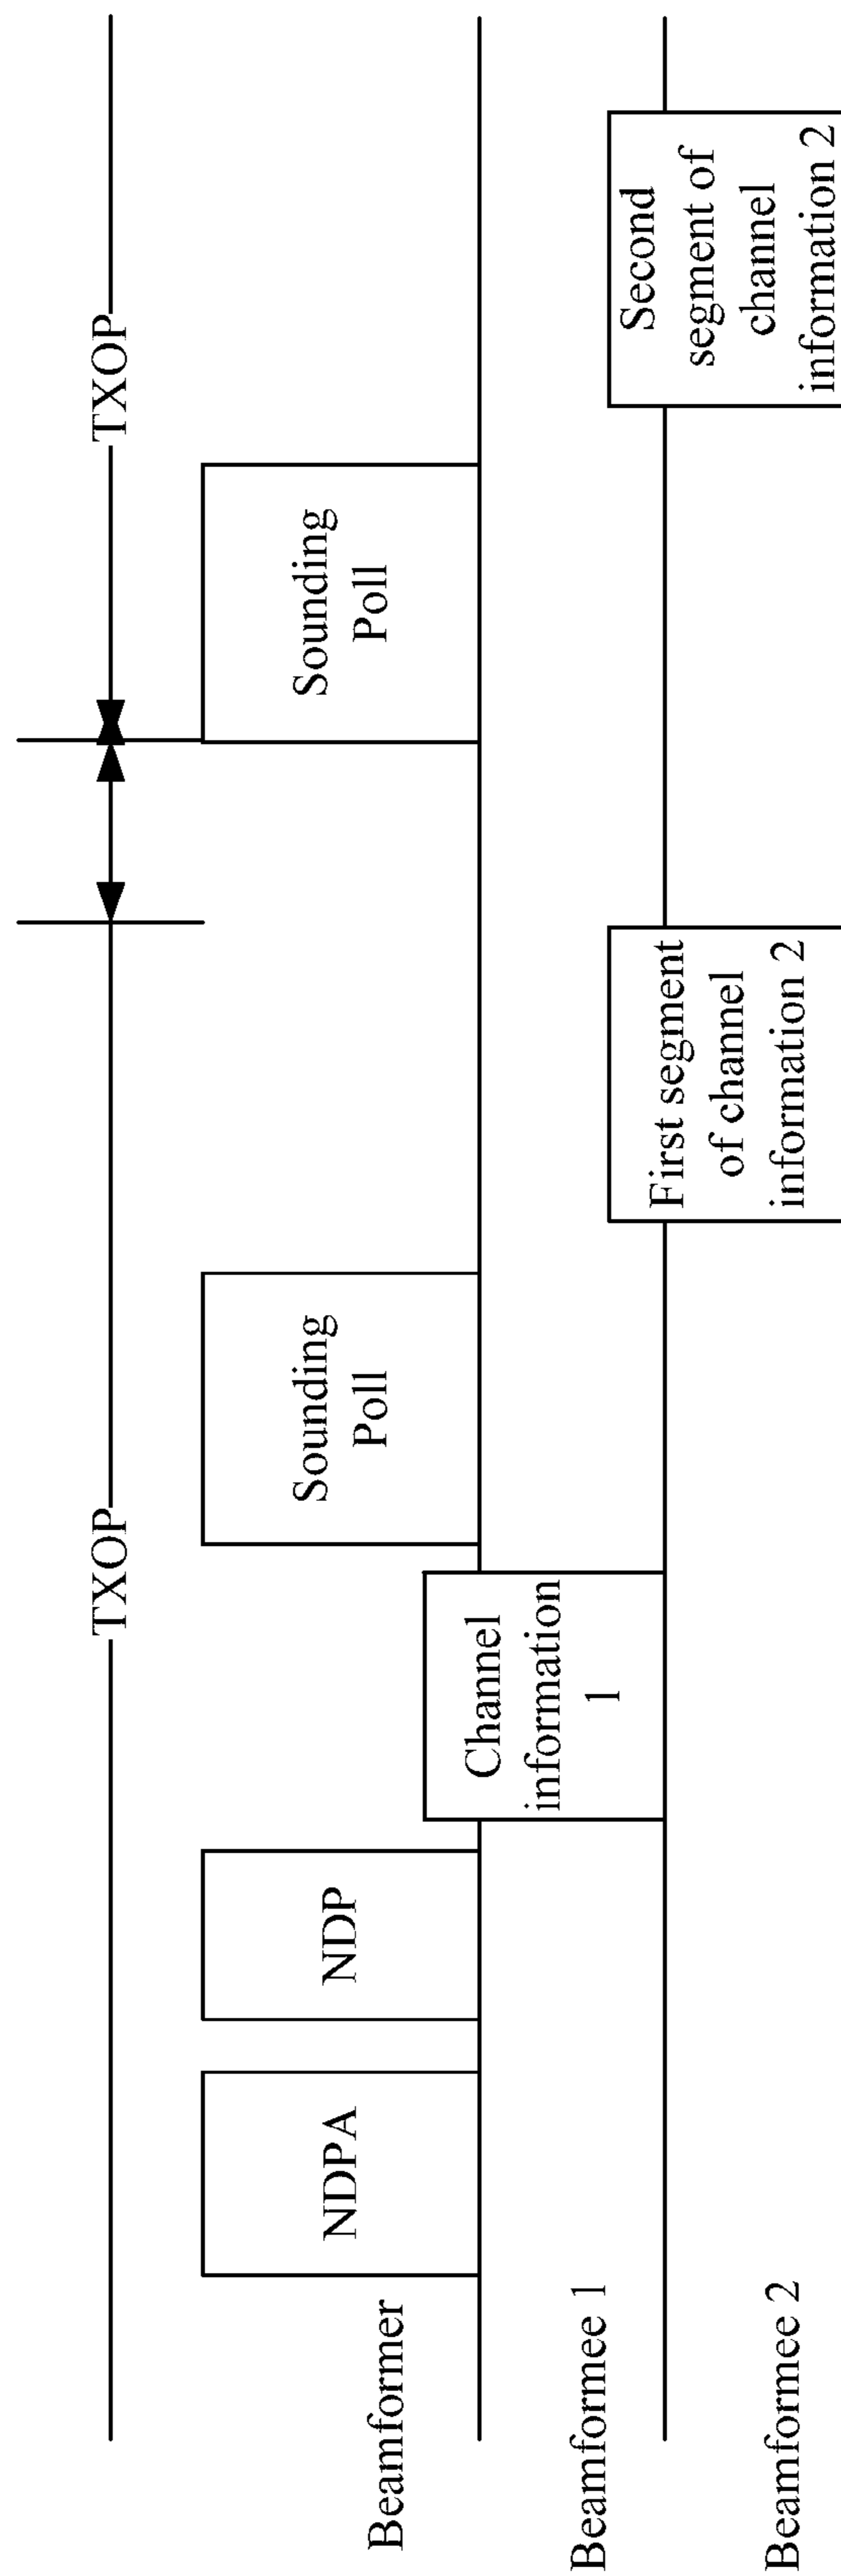 TXOP
TXOP
NDPA
NDP
Sounding
Poll
Sounding
Poll
Beamformer
Channel
information
1
Beamformee 1
First segment
of channel
information 2
Second
segment of
channel
information 2
Beamformee 2